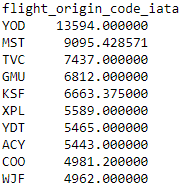 flight_origin_code_iata
YOD 13594.000000
MST 9095.428571
TVC 7437.000000
GMU 6812.000000
KSF 6663.375000
XPL 5589.000000
YDT 5465.000000
ACY 5443.000000
COO 4981.200000
WJF 4962.000000